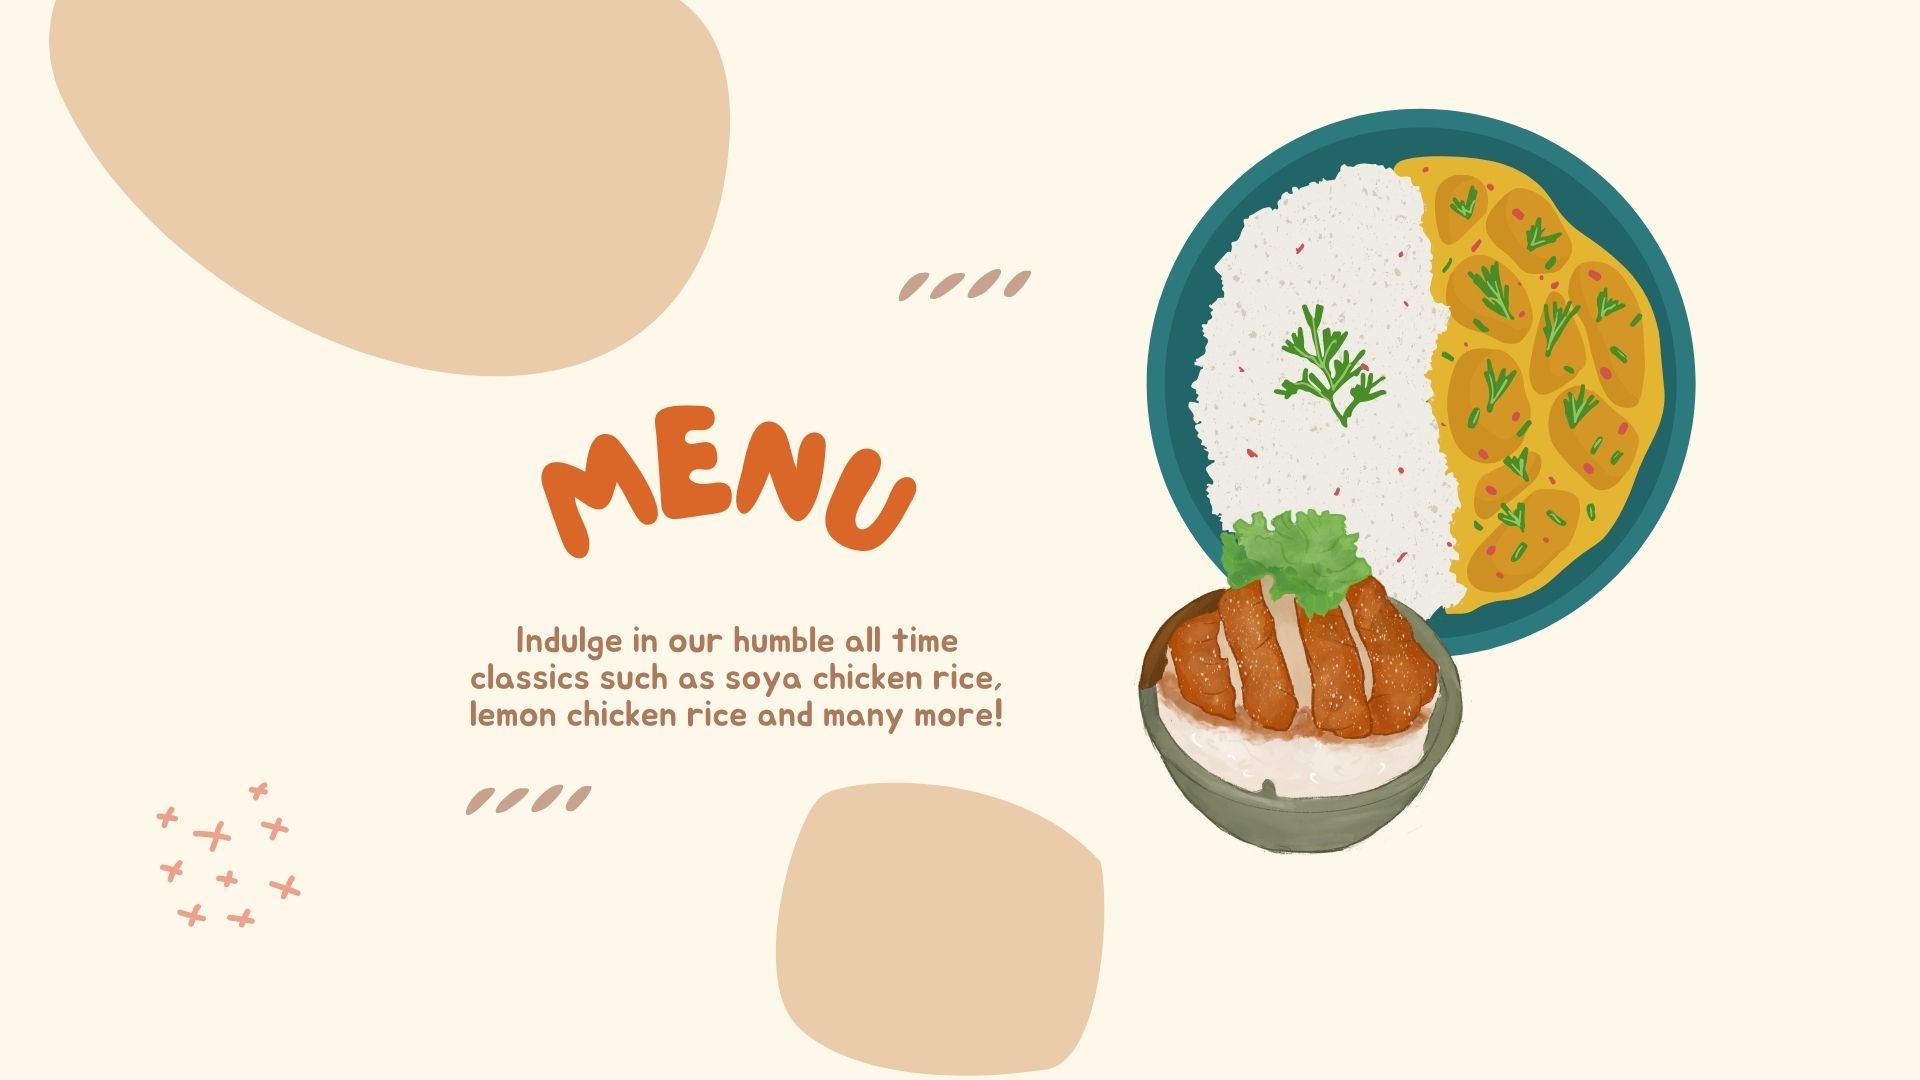 MENU
Indulge in our humble all time
classics such as soya chicken rice,
lemon chicken rice and many more!